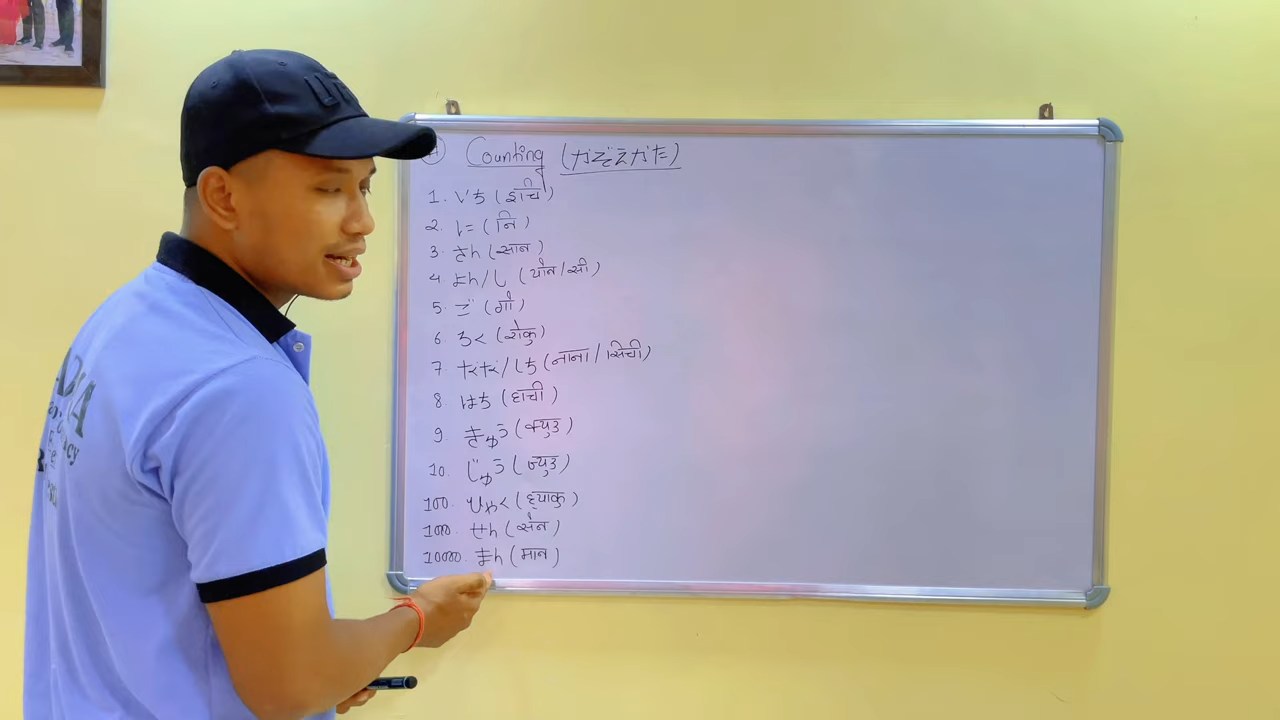 Counting (かぞえかた)
1. いち (इची)
2. に (नि)
3. さん (सान)
4. よん/し (योन/सी)
5. ご (गो)
6. ろく (रोकु)
7. なな/しち (नाना/सिची)
8. はち (हाची)
9. きゅう (क्युउ)
10. じゅう (ज्युउ)
100. ひゃく (ह्याकु)
1000. せん (सेन)
10000. まん (मान)